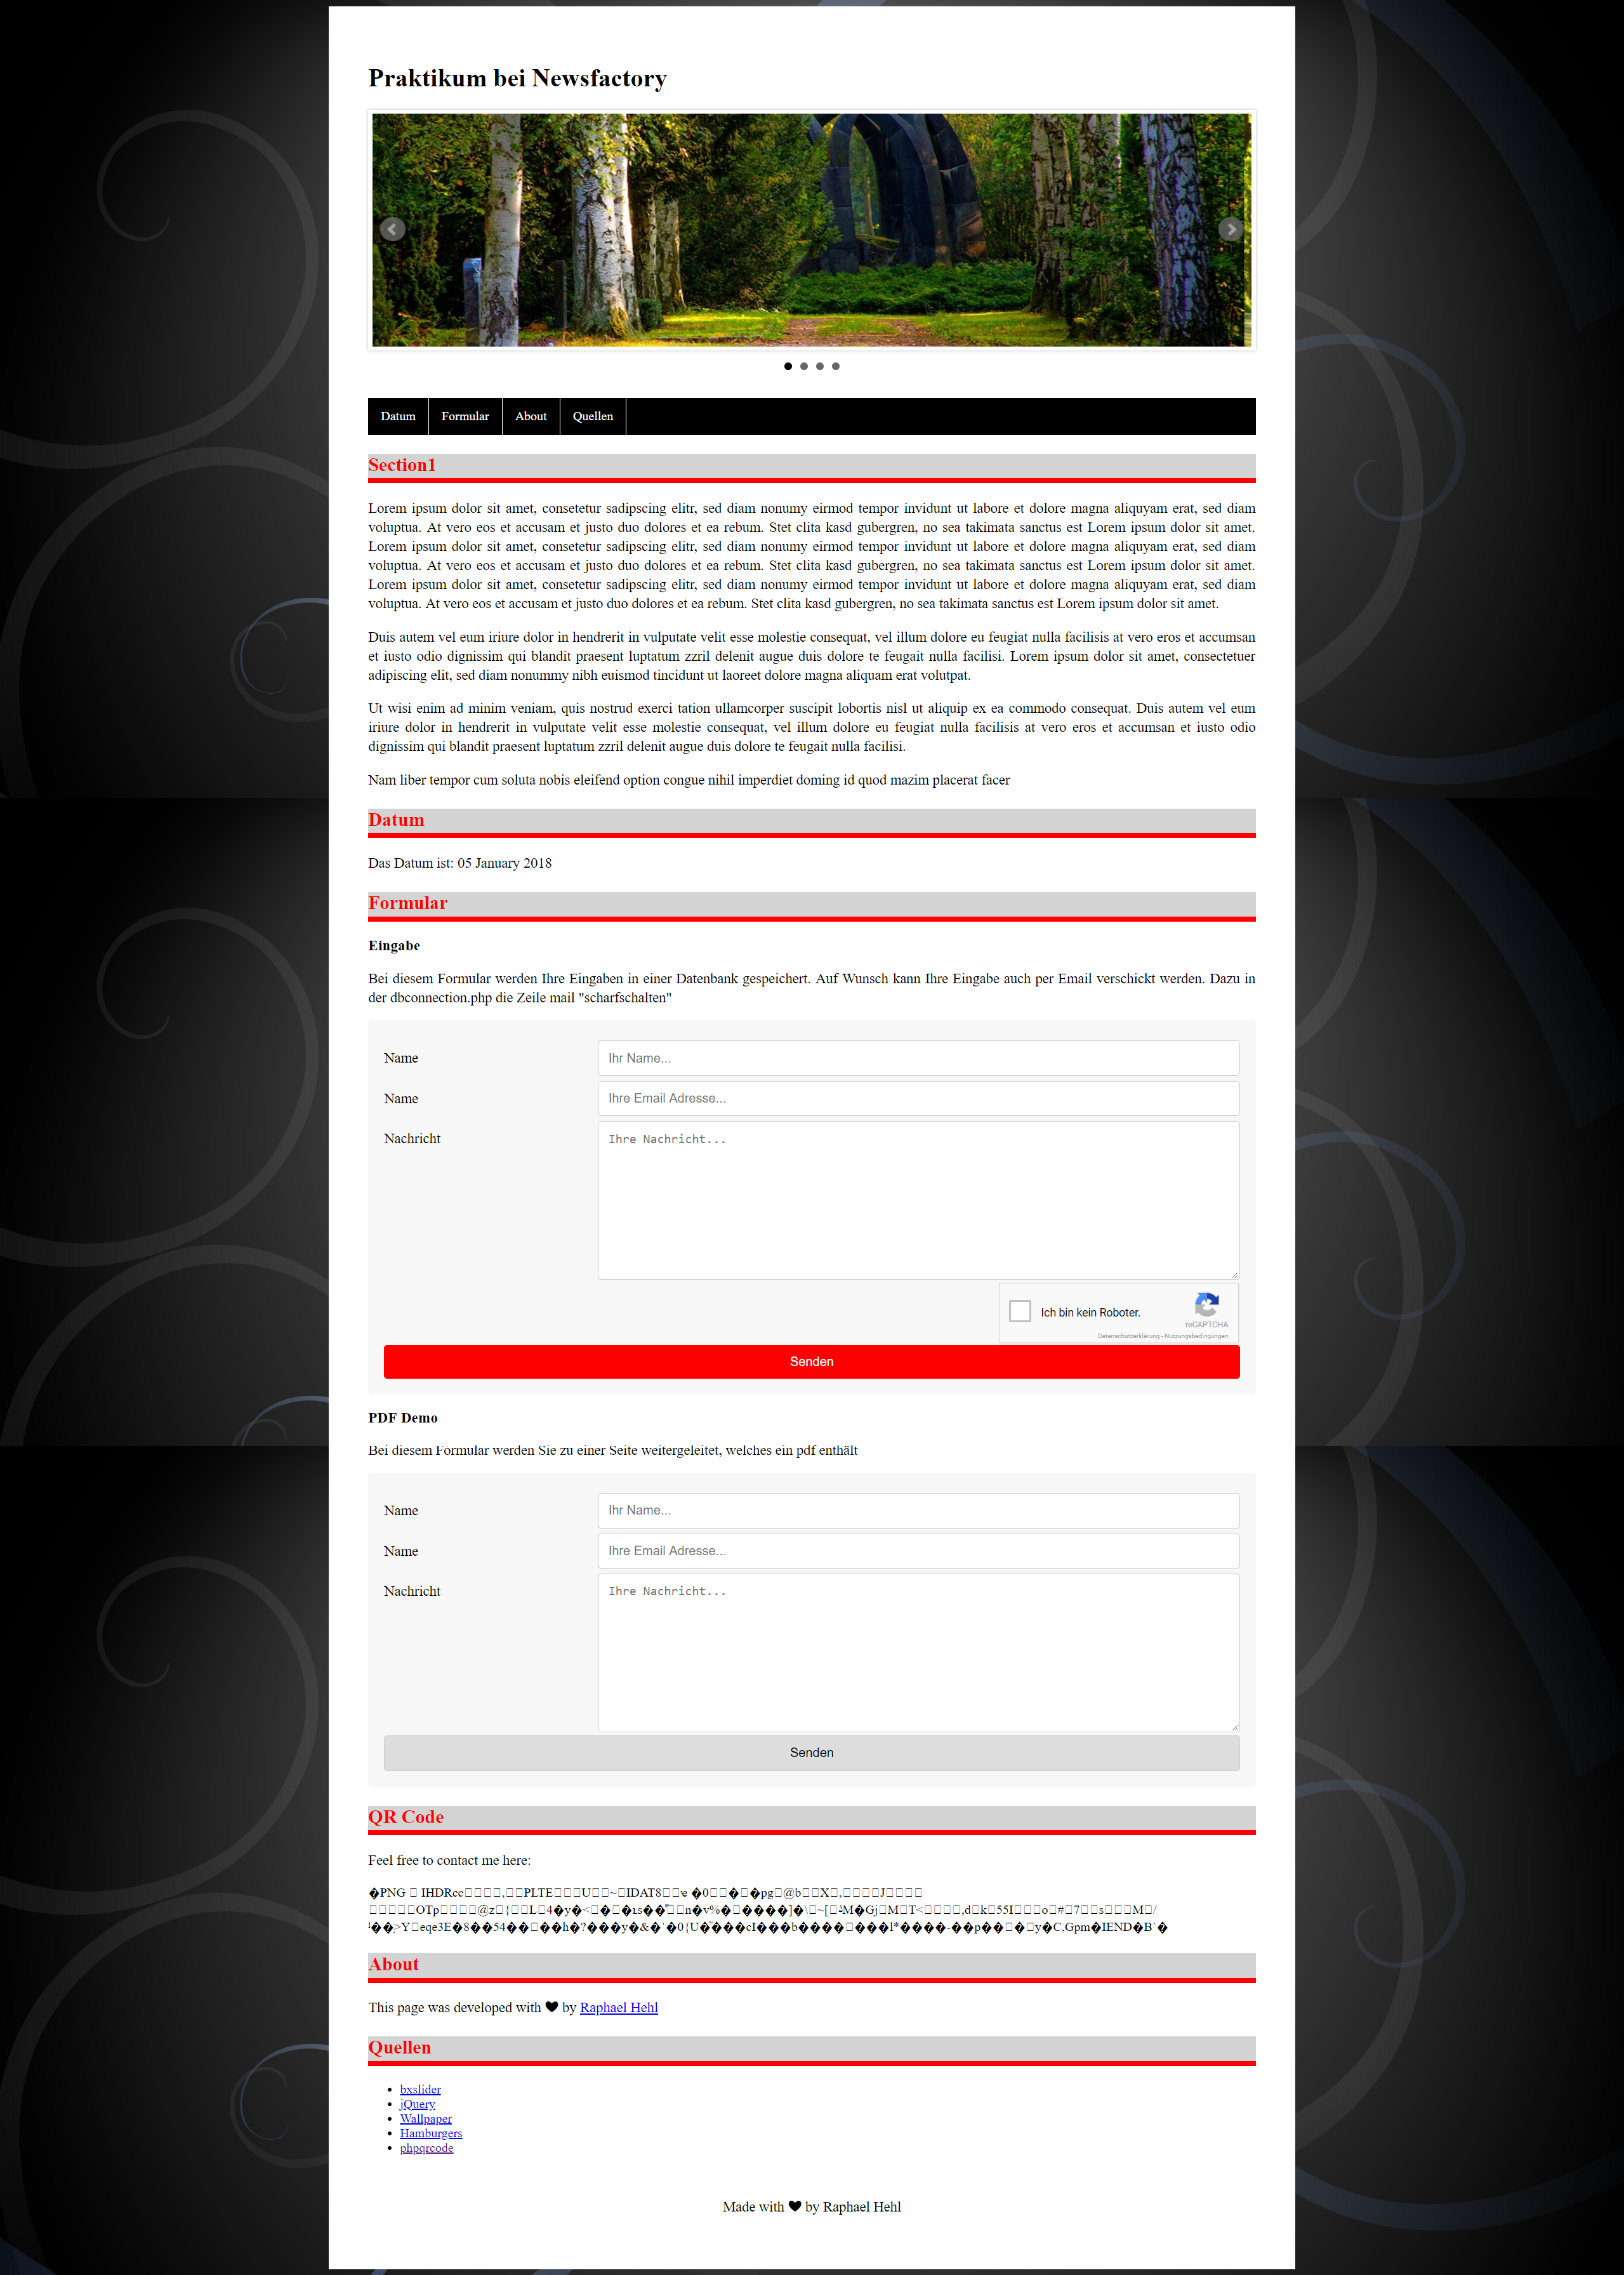 Praktikum bei Newsfactory
Datum
Formular
About
Quellen
Section1
Lorem ipsum dolor sit amet, consetetur sadipscing elitr, sed diam nonumy eirmod tempor invidunt ut labore et dolore magna aliquyam erat, sed diam
voluptua. At vero eos et accusam et justo duo dolores et ea rebum. Stet clita kasd gubergren, no sea takimata sanctus est Lorem ipsum dolor sit amet.
Lorem ipsum dolor sit amet, consetetur sadipscing elitr, sed diam nonumy eirmod tempor invidunt ut labore et dolore magna aliquyam erat, sed diam
voluptua. At vero eos et accusam et justo duo dolores et ea rebum. Stet clita kasd gubergren, no sea takimata sanctus est Lorem ipsum dolor sit amet.
Lorem ipsum dolor sit amet, consetetur sadipscing elitr, sed diam nonumy eirmod tempor invidunt ut labore et dolore magna aliquyam erat, sed diam
voluptua. At vero eos et accusam et justo duo dolores et ea rebum. Stet clita kasd gubergren, no sea takimata sanctus est Lorem ipsum dolor sit amet.
Duis autem vel eum iriure dolor in hendrerit in vulputate velit esse molestie consequat, vel illum dolore eu feugiat nulla facilisis at vero eros et accumsan
et iusto odio dignissim qui blandit praesent luptatum zzril delenit augue duis dolore te feugait nulla facilisi. Lorem ipsum dolor sit amet, consectetuer
adipiscing elit, sed diam nonummy nibh euismod tincidunt ut laoreet dolore magna aliquam erat volutpat.
Ut wisi enim ad minim veniam, quis nostrud exerci tation ullamcorper suscipit lobortis nisl ut aliquip ex ea commodo consequat. Duis autem vel eum
iriure dolor in hendrerit in vulputate velit esse molestie consequat, vel illum dolore eu feugiat nulla facilisis at vero eros et accumsan et iusto odio
dignissim qui blandit praesent luptatum zzril delenit augue duis dolore te feugait nulla facilisi.
Nam liber tempor cum soluta nobis eleifend option congue nihil imperdiet doming id quod mazim placerat facer
Datum
Das Datum ist: 05 January 2018
Formular
Eingabe
Bei diesem Formular werden Ihre Eingaben in einer Datenbank gespeichert. Auf Wunsch kann Ihre Eingabe auch per Email verschickt werden. Dazu in
der dbconnection.php die Zeile mail "scharfschalten"
Name
Ihr Name...
Name
Ihre Email Adresse...
Nachricht
Ihre Nachricht...
Ich bin kein Roboter.
reCAPTCHA
Datenschutzerklärung - Nutzungsbedingungen
Senden
PDF Demo
Bei diesem Formular werden Sie zu einer Seite weitergeleitet, welches ein pdf enthält
Name
Ihr Name...
Name
Ihre Email Adresse...
Nachricht
Ihre Nachricht...
Senden
QR Code
Feel free to contact me here:
About
This page was developed with ❤ by Raphael Hehl
Quellen
bxslider
jQuery
Wallpaper
Hamburgers
phpqrcode
Made with ❤ by Raphael Hehl